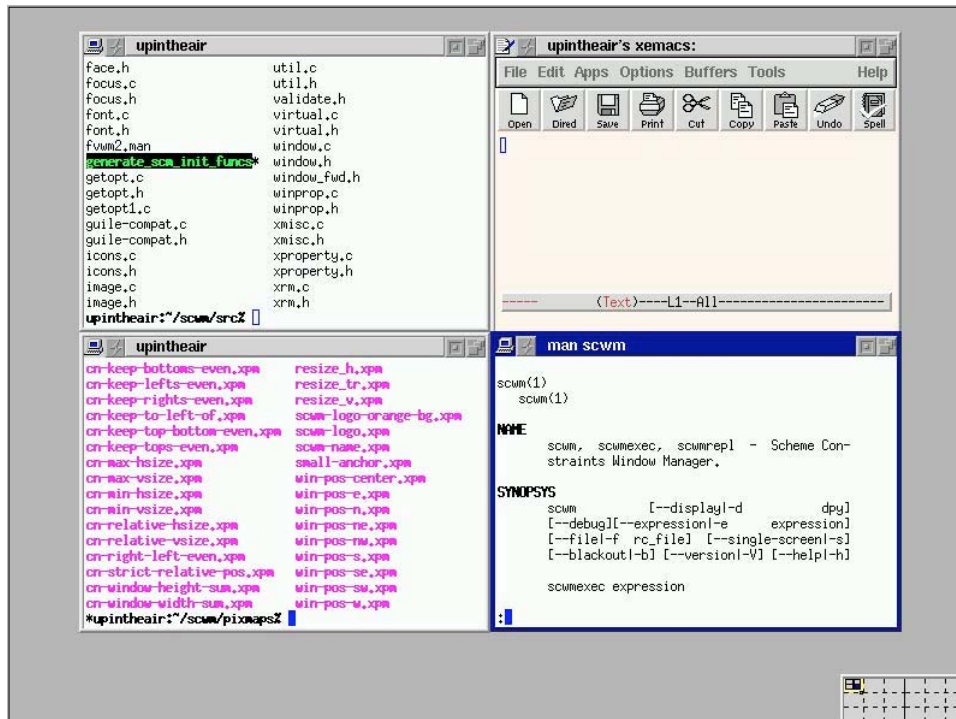 upintheair
face.h util.c
focus.c util.h
focus.h validate.h
font.c virtual.c
font.h virtual.h
fvwm2.man window.c
generate_scm_init_funcs* window.h
getopt.c window_fwd.h
getopt.h winprop.c
getopt1.c winprop.h
guile-compat.c xmisc.c
guile-compat.h xmisc.h
icons.c xproperty.c
icons.h xproperty.h
image.c xrm.c
image.h xrm.h
upintheair:~/scwm/src%
upintheair's xemacs:
File Edit Apps Options Buffers Tools Help
Open Dired Save Print Cut Copy Paste Undo Spell
----- (Text)----L1--All-----------------------
upintheair
cn-keep-bottoms-even.xpm resize_h.xpm
cn-keep-lefts-even.xpm resize_tr.xpm
cn-keep-rights-even.xpm resize_v.xpm
cn-keep-to-left-of.xpm scwm-logo-orange-bg.xpm
cn-keep-top-bottom-even.xpm scwm-logo.xpm
cn-keep-tops-even.xpm scwm-name.xpm
cn-max-hsize.xpm small-anchor.xpm
cn-max-vsize.xpm win-pos-center.xpm
cn-min-hsize.xpm win-pos-e.xpm
cn-min-vsize.xpm win-pos-n.xpm
cn-relative-hsize.xpm win-pos-ne.xpm
cn-relative-vsize.xpm win-pos-nw.xpm
cn-right-left-even.xpm win-pos-s.xpm
cn-strict-relative-pos.xpm win-pos-se.xpm
cn-window-height-sum.xpm win-pos-sw.xpm
cn-window-width-sum.xpm win-pos-w.xpm
*upintheair:~/scwm/pixmaps%
man scwm
scwm(1)
scwm(1)
NAME
scwm, scwmexec, scwmrepl - Scheme Con-
straints Window Manager.
SYNOPSYS
scwm [--display|-d dpy]
[--debug][--expression|-e expression]
[--file|-f rc_file] [--single-screen|-s]
[--blackout|-b] [--version|-V] [--help|-h]
scwmexec expression
: